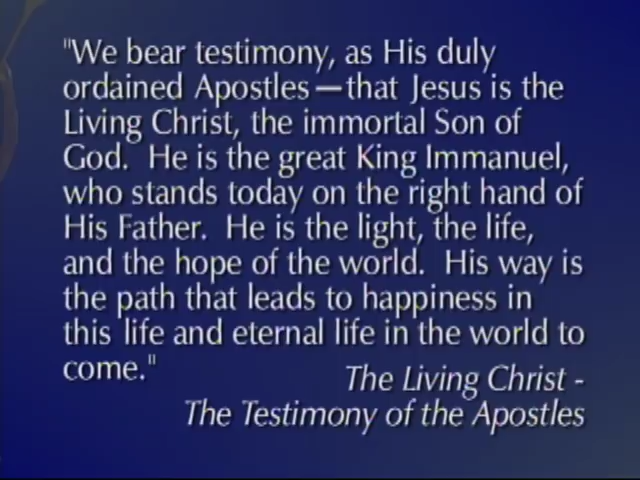 "We bear testimony, as His duly
ordained Apostles—that Jesus is the
Living Christ, the immortal Son of
God.  He is the great King Immanuel,
who stands today on the right hand of
His Father.  He is the light, the life,
and the hope of the world.  His way is
the path that leads to happiness in
this life and eternal life in the world to
come."
The Living Christ -
The Testimony of the Apostles